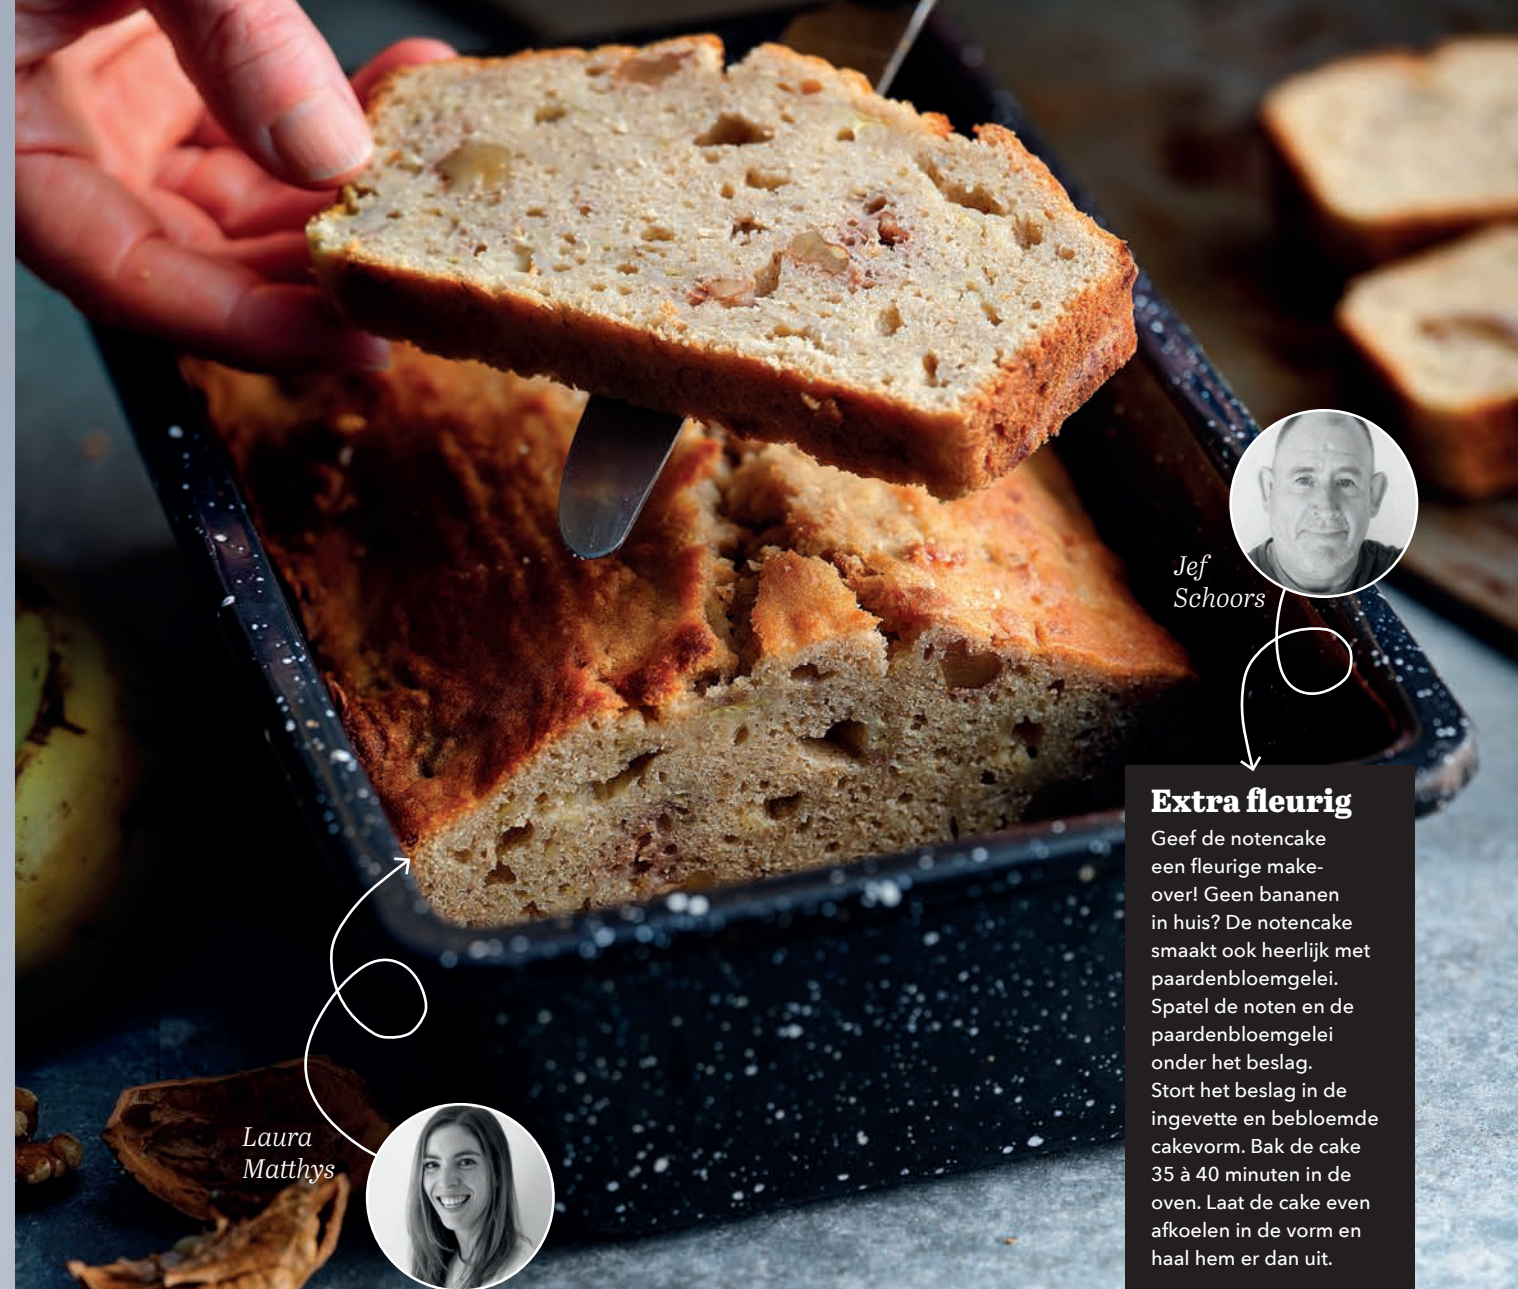 Jef
Schoors
Extra fleurig
Geef de notencake
een fleurige make-
over! Geen bananen
in huis? De notencake
smaakt ook heerlijk met
paardenbloemgelei.
Spatel de noten en de
paardenbloemgelei
onder het beslag.
Stort het beslag in de
ingevette en bebloemde
cakevorm. Bak de cake
35 à 40 minuten in de
oven. Laat de cake even
afkoelen in de vorm en
haal hem er dan uit.
Laura
Matthys